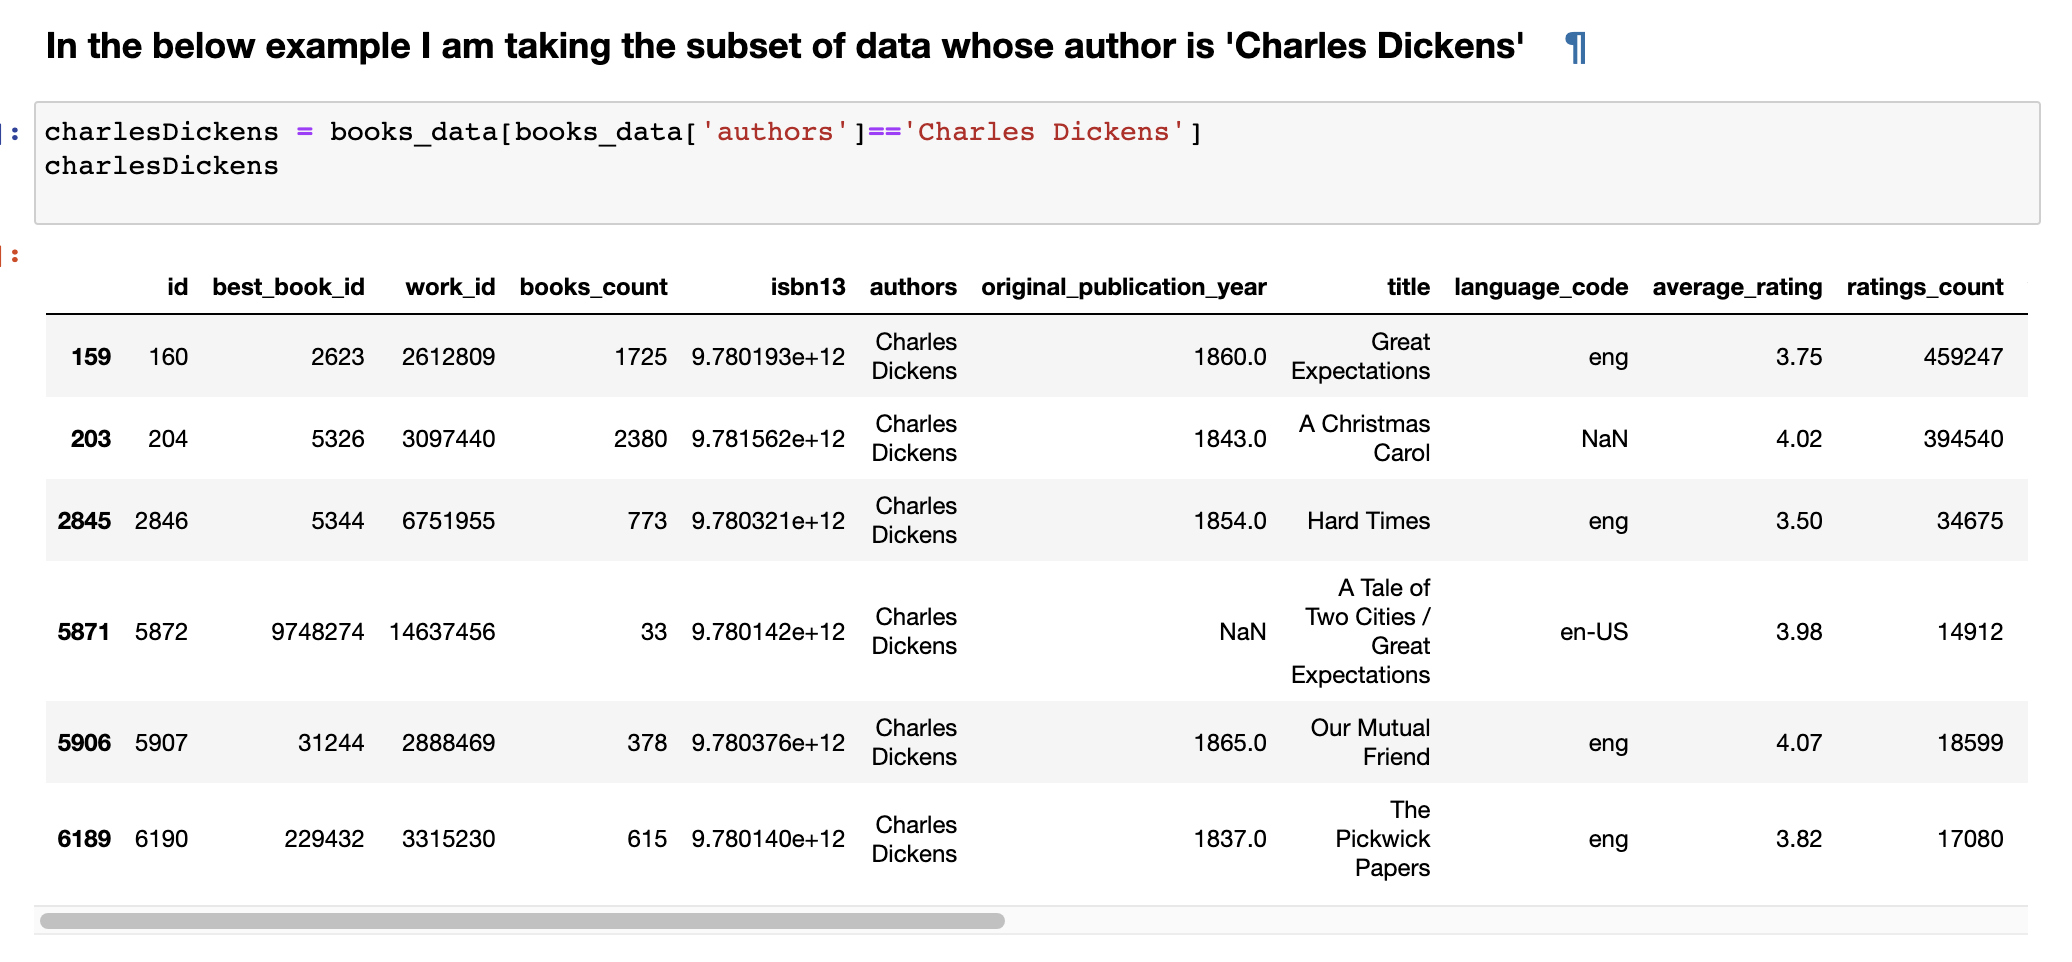 In the below example I am taking the subset of data whose author is 'Charles Dickens' ¶
]:
charlesDickens = books_data[books_data['authors']=='Charles Dickens']
charlesDickens
]:
id best_book_id work_id books_count isbn13 authors original_publication_year title language_code average_rating ratings_count
159 160 2623 2612809 1725 9.780193e+12 Charles Dickens 1860.0 Great Expectations eng 3.75 459247
203 204 5326 3097440 2380 9.781562e+12 Charles Dickens 1843.0 A Christmas Carol NaN 4.02 394540
2845 2846 5344 6751955 773 9.780321e+12 Charles Dickens 1854.0 Hard Times eng 3.50 34675
5871 5872 9748274 14637456 33 9.780142e+12 Charles Dickens NaN A Tale of Two Cities / Great Expectations en-US 3.98 14912
5906 5907 31244 2888469 378 9.780376e+12 Charles Dickens 1865.0 Our Mutual Friend eng 4.07 18599
6189 6190 229432 3315230 615 9.780140e+12 Charles Dickens 1837.0 The Pickwick Papers eng 3.82 17080